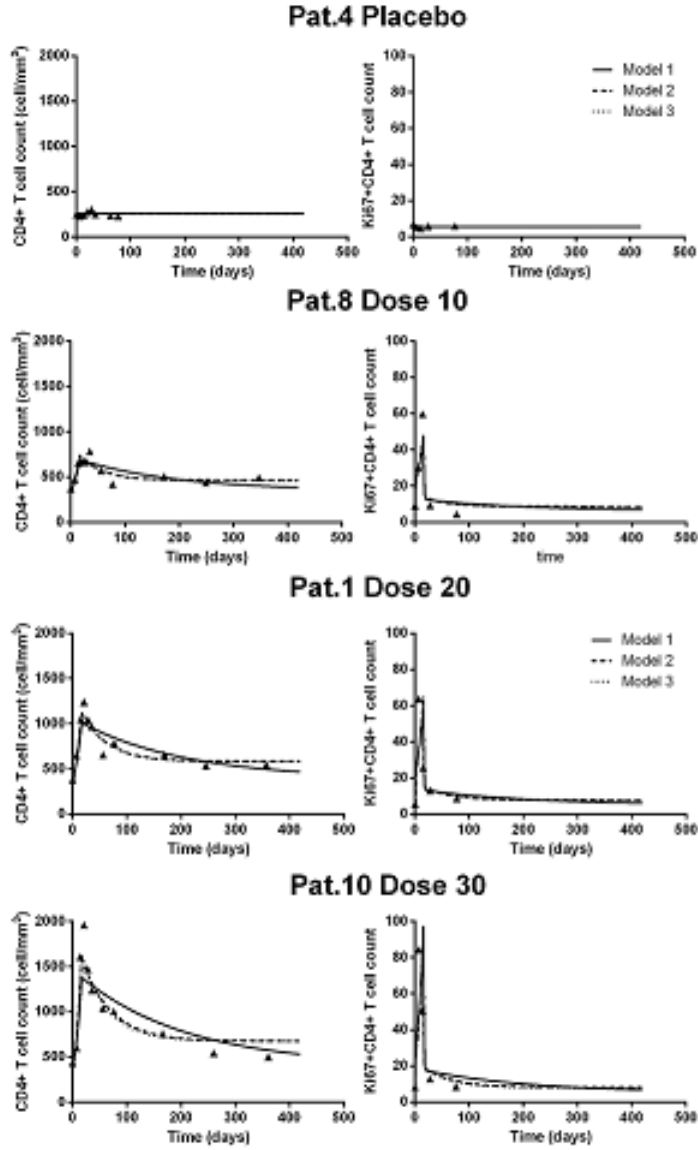 Pat.4 Placebo
CD4+ T cell count (cell/mm³)
2000
1500
1000
500
0
0 100 200 300 400 500
Time (days)
Ki67+CD4+ T cell count
100
80
60
40
20
0
0 100 200 300 400 500
Time (days)
Model 1
Model 2
Model 3
Pat.8 Dose 10
CD4+ T cell count (cell/mm³)
2000
1500
1000
500
0
0 100 200 300 400 500
Time (days)
Ki67+CD4+ T cell count
100
80
60
40
20
0
0 100 200 300 400 500
time
Pat.1 Dose 20
CD4+ T cell count (cell/mm³)
2000
1500
1000
500
0
0 100 200 300 400 500
Time (days)
Ki67+CD4+ T cell count
100
80
60
40
20
0
0 100 200 300 400 500
Time (days)
Model 1
Model 2
Model 3
Pat.10 Dose 30
CD4+ T cell count (cell/mm³)
2000
1500
1000
500
0
0 100 200 300 400 500
Time (days)
Ki67+CD4+ T cell count
100
80
60
40
20
0
0 100 200 300 400 500
Time (days)